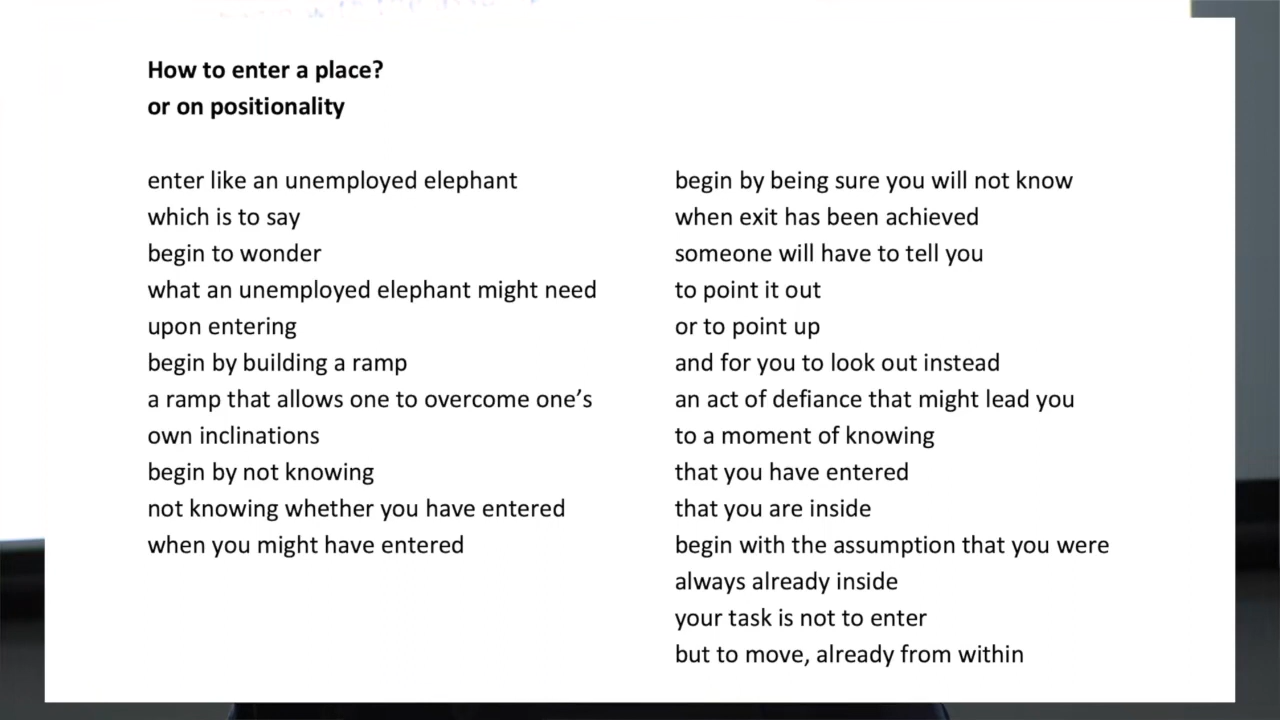 How to enter a place?
or on positionality
enter like an unemployed elephant
which is to say
begin to wonder
what an unemployed elephant might need
upon entering
begin by building a ramp
a ramp that allows one to overcome one’s
own inclinations
begin by not knowing
not knowing whether you have entered
when you might have entered
begin by being sure you will not know
when exit has been achieved
someone will have to tell you
to point it out
or to point up
and for you to look out instead
an act of defiance that might lead you
to a moment of knowing
that you have entered
that you are inside
begin with the assumption that you were
always already inside
your task is not to enter
but to move, already from within